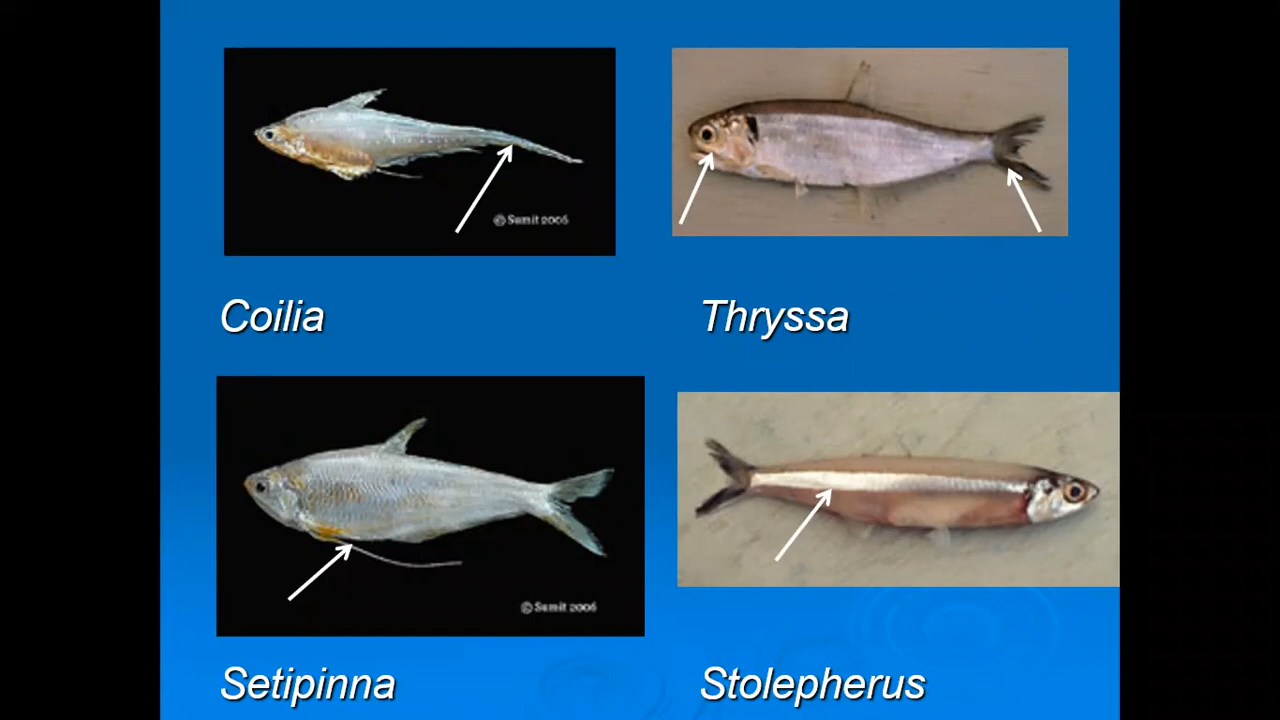 © Sumit 2006
Coilia
Thryssa
© Sumit 2006
Setipinna
Stolepherus